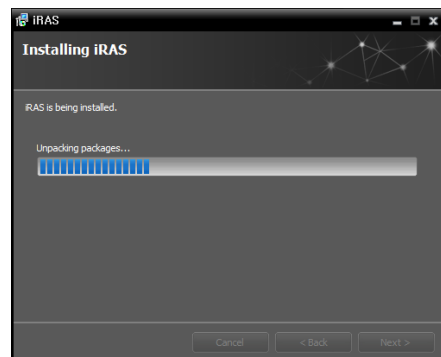 iRAS
Installing iRAS
iRAS is being installed.
Unpacking packages...
Cancel
< Back
Next >